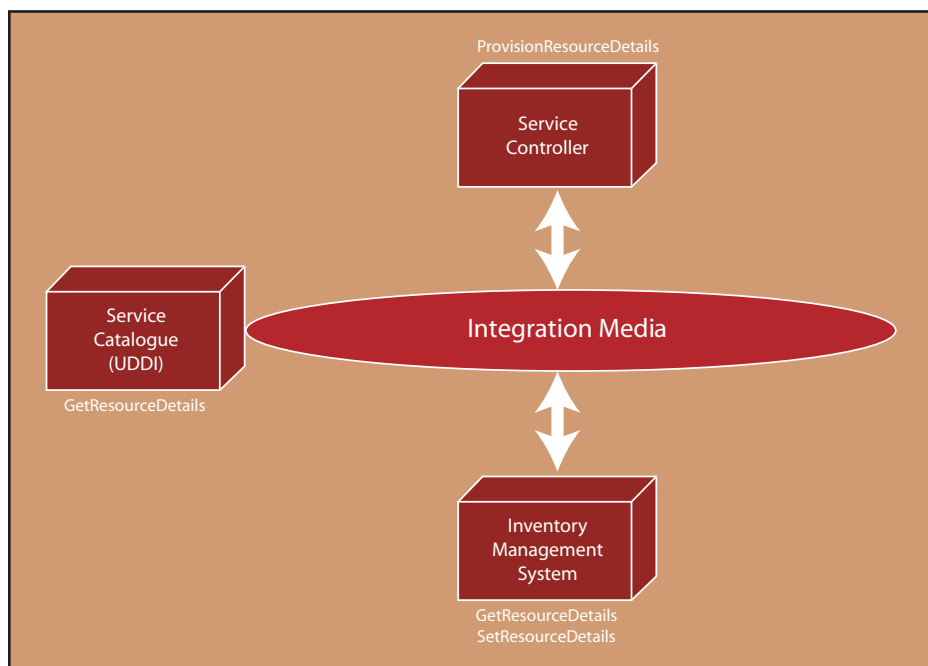 ProvisionResourceDetails
Service
Controller
Integration Media
Service
Catalogue
(UDDI)
GetResourceDetails
Inventory
Management
System
GetResourceDetails
SetResourceDetails